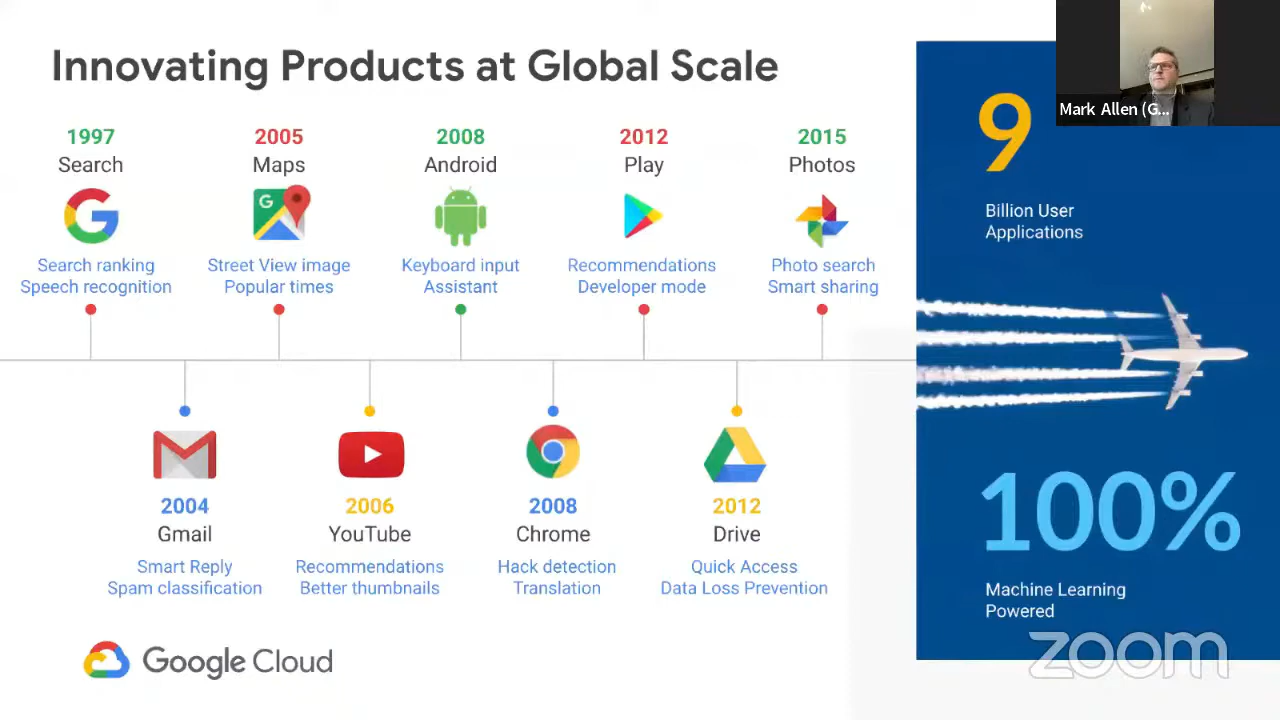 Innovating Products at Global Scale
1997
Search
Search ranking
Speech recognition
2005
Maps
G
Street View image
Popular times
2008
Android
Keyboard input
Assistant
2012
Play
Recommendations
Developer mode
2015
Photos
Photo search
Smart sharing
2004
Gmail
Smart Reply
Spam classification
2006
YouTube
Recommendations
Better thumbnails
2008
Chrome
Hack detection
Translation
2012
Drive
Quick Access
Data Loss Prevention
Google Cloud
9
Billion User
Applications
100%
Machine Learning
Powered
Mark Allen (G...
zoom